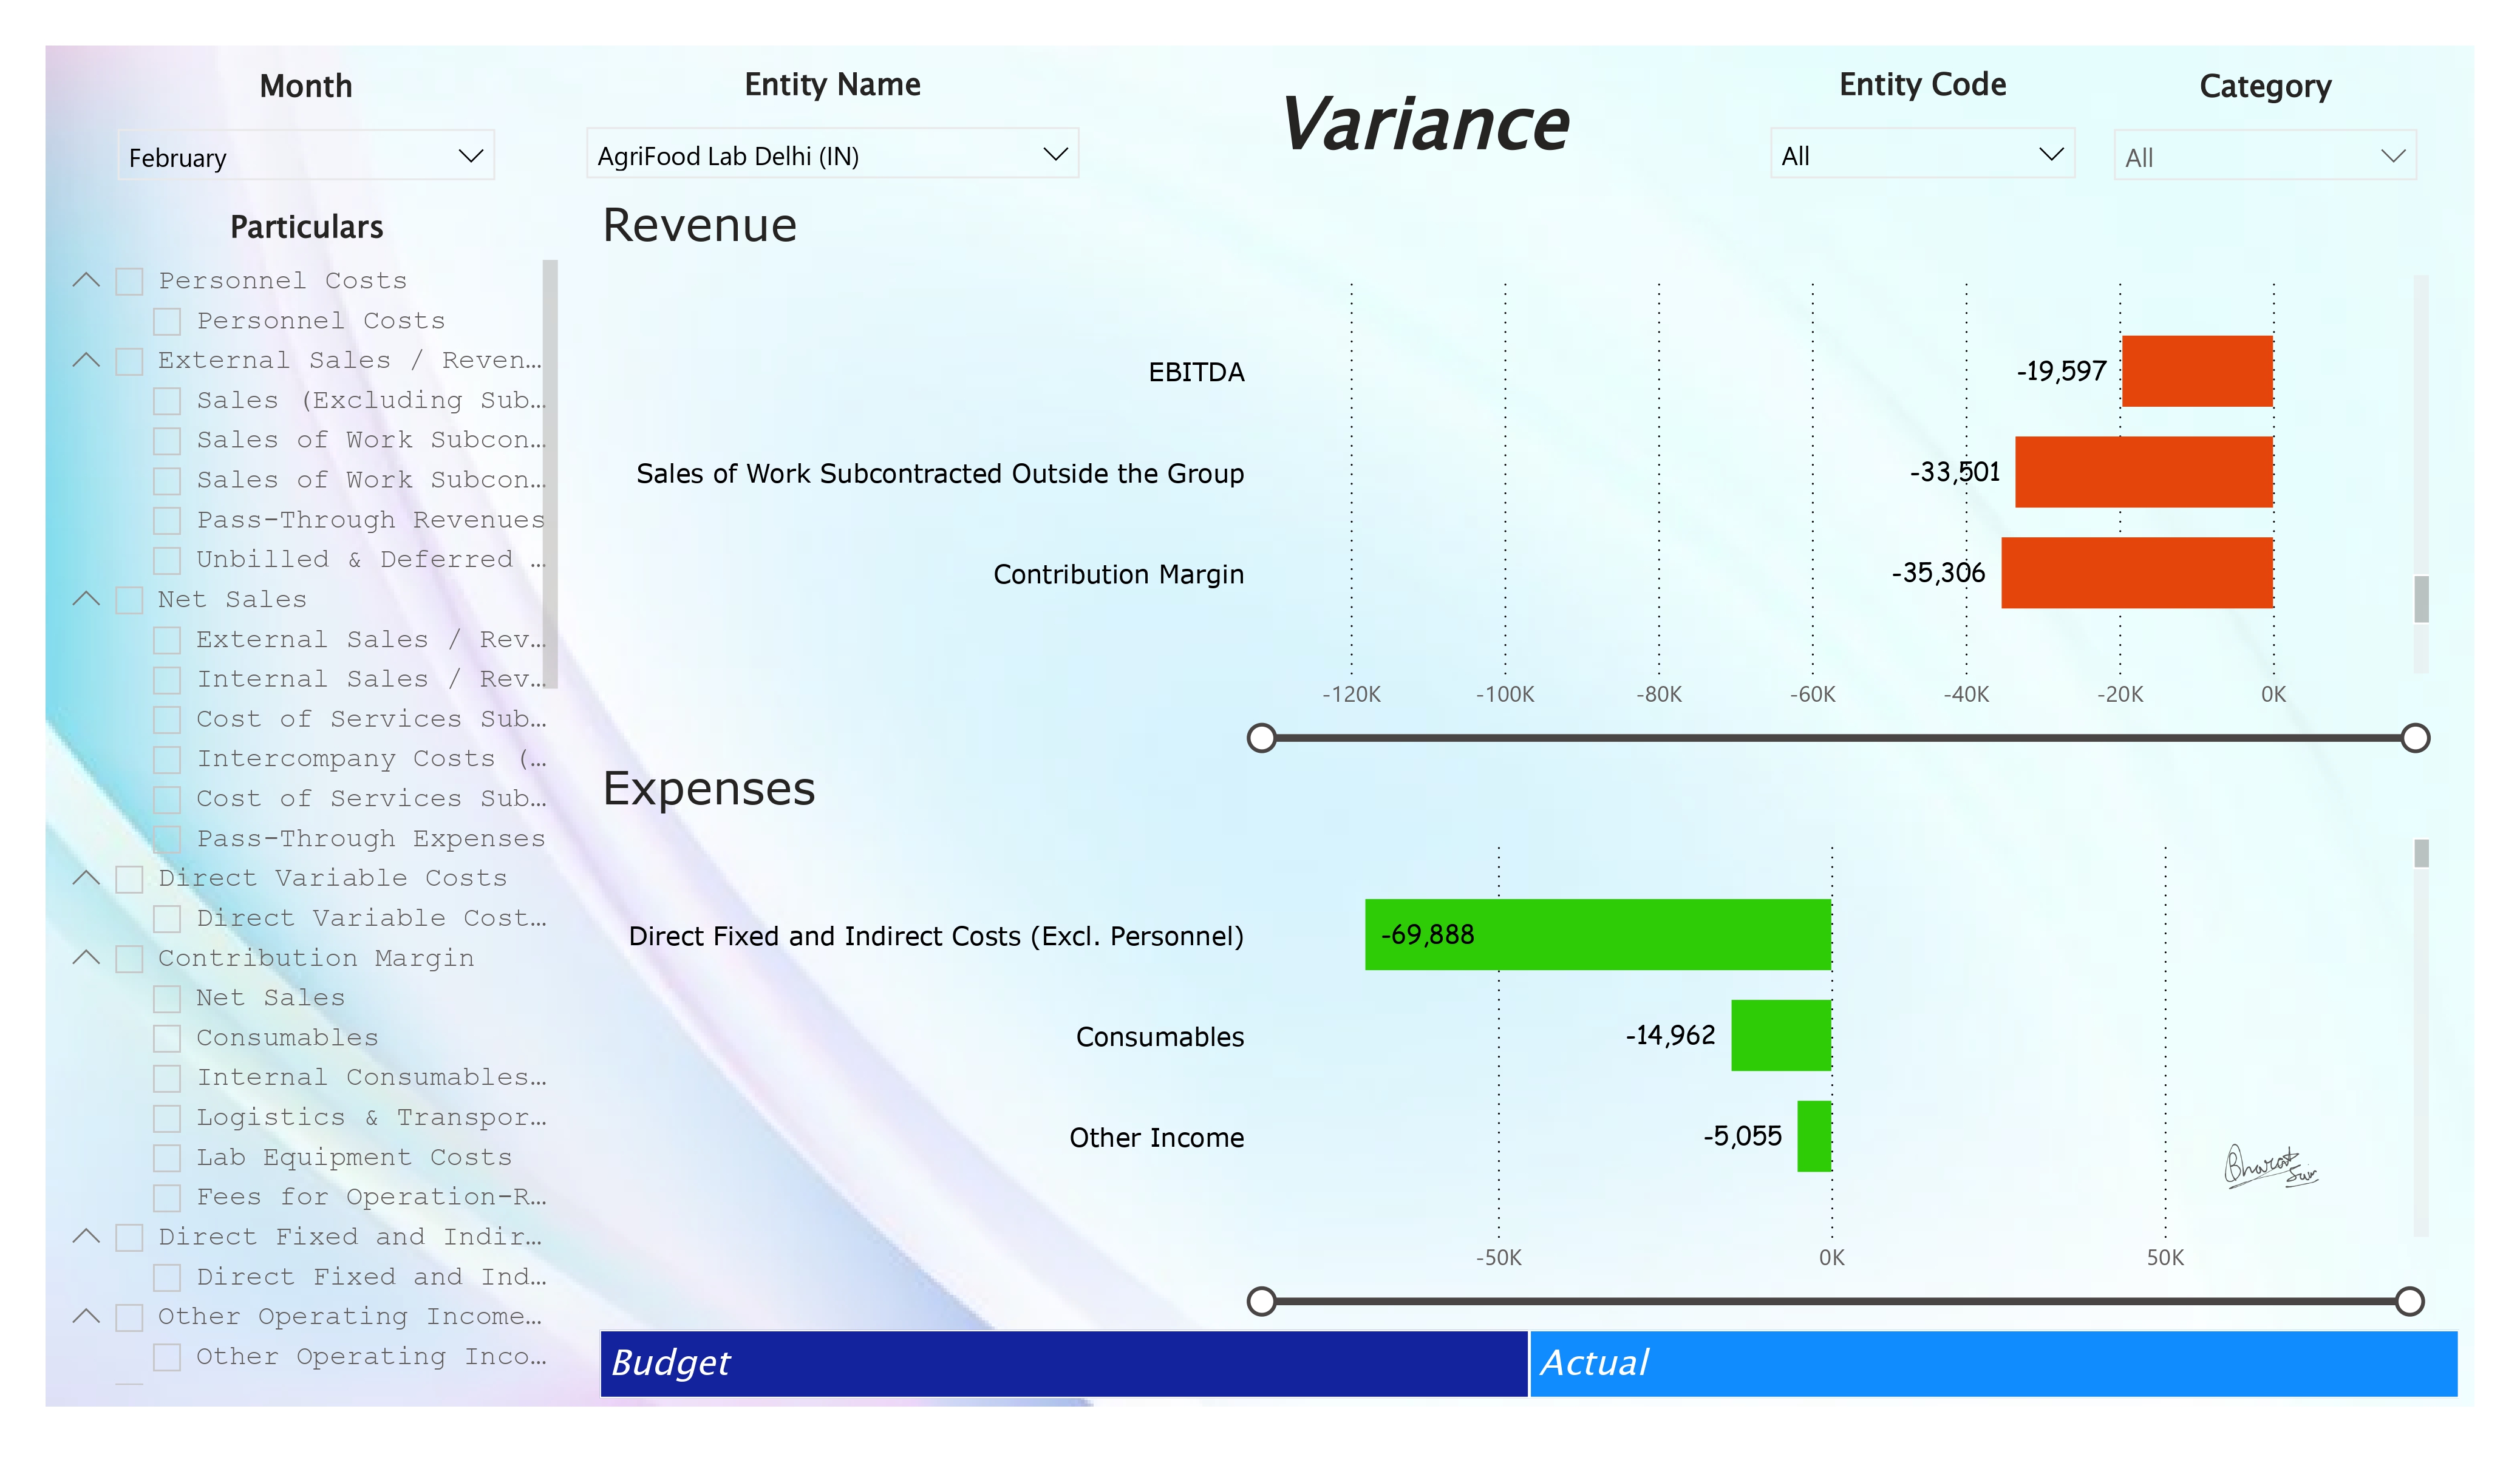 Month
Entity Name
Variance
Entity Code
Category
February
AgriFood Lab Delhi (IN)
All
All
Particulars
Personnel Costs
Personnel Costs
External Sales / Reven…
Sales (Excluding Sub…
Sales of Work Subcon…
Sales of Work Subcon…
Pass-Through Revenues
Unbilled & Deferred …
Net Sales
External Sales / Rev…
Internal Sales / Rev…
Cost of Services Sub…
Intercompany Costs (…
Cost of Services Sub…
Pass-Through Expenses
Direct Variable Costs
Direct Variable Cost…
Contribution Margin
Net Sales
Consumables
Internal Consumables…
Logistics & Transpor…
Lab Equipment Costs
Fees for Operation-R…
Direct Fixed and Indir…
Direct Fixed and Ind…
Other Operating Income…
Other Operating Inco…
Revenue
EBITDA
-19,597
Sales of Work Subcontracted Outside the Group
-33,501
Contribution Margin
-35,306
-120K -100K -80K -60K -40K -20K 0K
Expenses
Direct Fixed and Indirect Costs (Excl. Personnel)
-69,888
Consumables
-14,962
Other Income
-5,055
-50K 0K 50K
Bharat
Budget
Actual